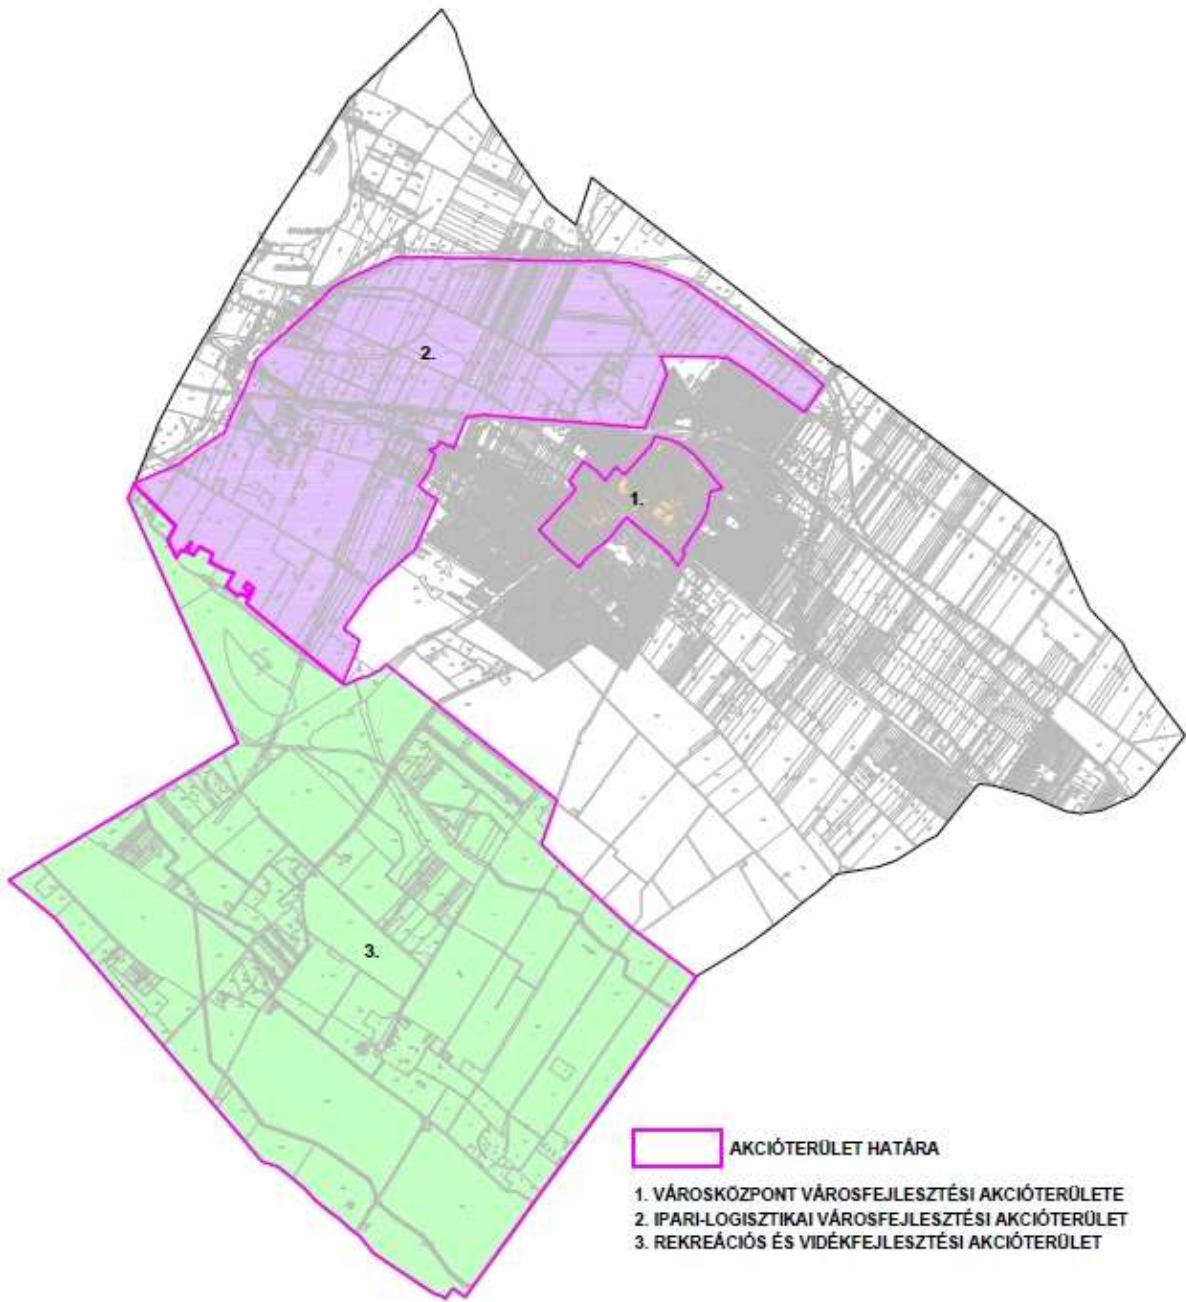 2.
1.
3.
AKCIÓTERÜLET HATÁRA
1. VÁROSKÖZPONT VÁROSFEJLESZTÉSI AKCIÓTERÜLETE
2. IPARI-LOGISZTIKAI VÁROSFEJLESZTÉSI AKCIÓTERÜLET
3. REKREÁCIÓS ÉS VIDÉKFEJLESZTÉSI AKCIÓTERÜLET